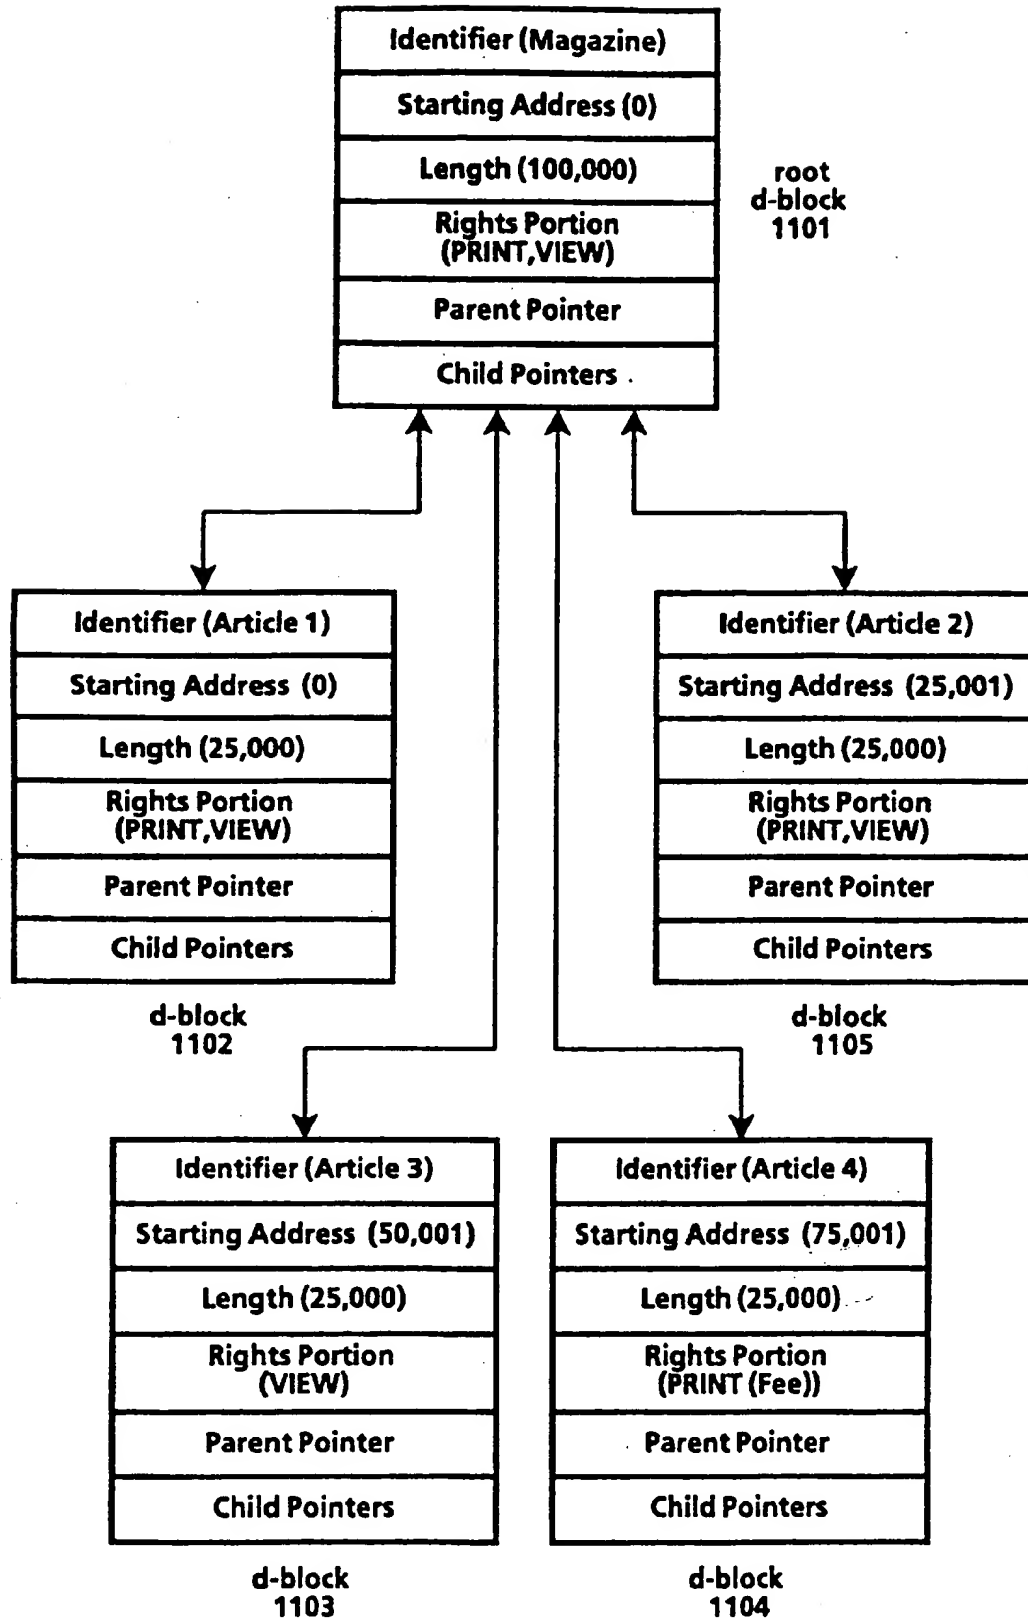 Identifier (Magazine)
Starting Address (0)
Length (100,000)
Rights Portion
(PRINT,VIEW)
Parent Pointer
Child Pointers
root
d-block
1101
Identifier (Article 1)
Starting Address (0)
Length (25,000)
Rights Portion
(PRINT,VIEW)
Parent Pointer
Child Pointers
d-block
1102
Identifier (Article 2)
Starting Address (25,001)
Length (25,000)
Rights Portion
(PRINT,VIEW)
Parent Pointer
Child Pointers
d-block
1105
Identifier (Article 3)
Starting Address (50,001)
Length (25,000)
Rights Portion
(VIEW)
Parent Pointer
Child Pointers
d-block
1103
Identifier (Article 4)
Starting Address (75,001)
Length (25,000)
Rights Portion
(PRINT (Fee))
Parent Pointer
Child Pointers
d-block
1104